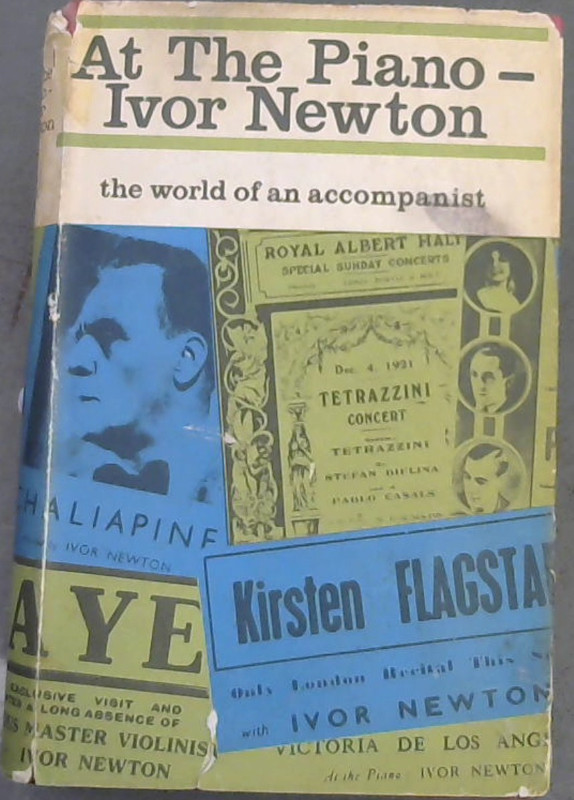 At The Piano –
Ivor Newton
the world of an accompanist
ROYAL ALBERT HALL
SPECIAL SUNDAY CONCERTS
Dec. 4, 1921
TETRAZZINI
CONCERT
TETRAZZINI
STEFAN BIELINA
PABLO CASALS
CHALIAPINE
IVOR NEWTON
Kirsten FLAGSTA
Only London Recital This
with IVOR NEWTON
AYE
EXCLUSIVE VISIT AND
A LONG ABSENCE OF
MASTER VIOLINIS
IVOR NEWTON
VICTORIA DE LOS ANG
At the Piano - IVOR NEWTON